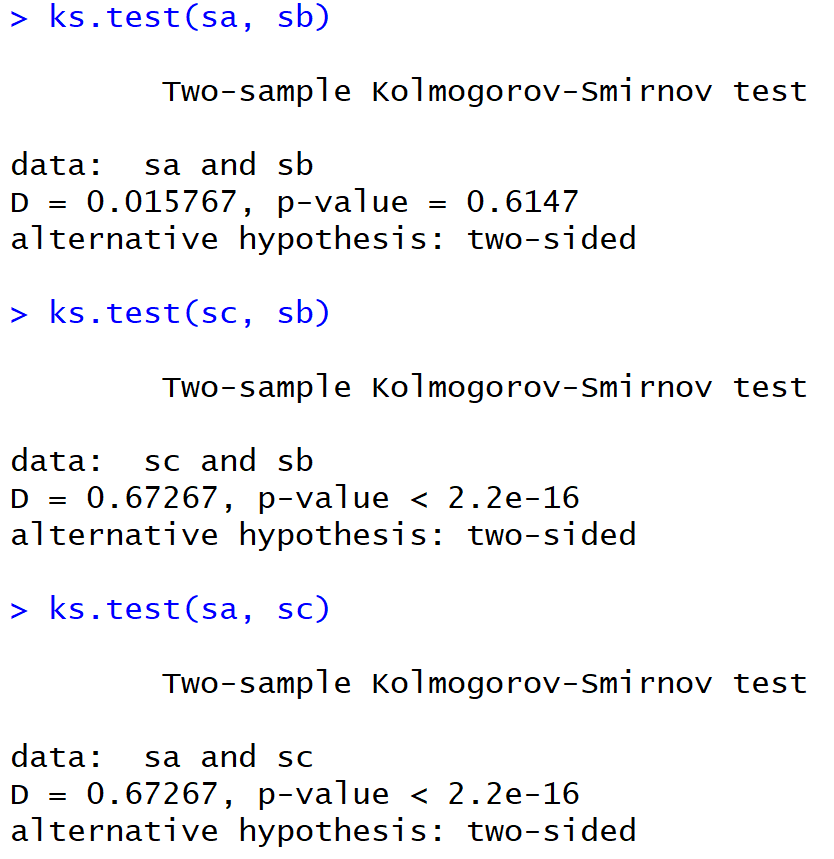 > ks.test(sa, sb)
Two-sample Kolmogorov-Smirnov test
data:  sa and sb
D = 0.015767, p-value = 0.6147
alternative hypothesis: two-sided
> ks.test(sc, sb)
Two-sample Kolmogorov-Smirnov test
data:  sc and sb
D = 0.67267, p-value < 2.2e-16
alternative hypothesis: two-sided
> ks.test(sa, sc)
Two-sample Kolmogorov-Smirnov test
data:  sa and sc
D = 0.67267, p-value < 2.2e-16
alternative hypothesis: two-sided